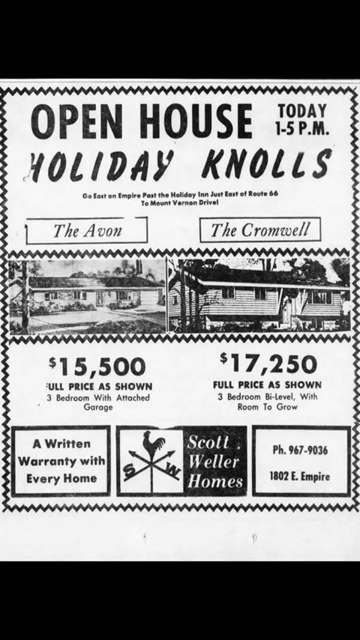 OPEN HOUSE
TODAY
1-5 P.M.
HOLIDAY KNOLLS
Go East on Empire Past the Holiday Inn Just East of Route 66
To Mount Vernon Drive!
The Avon
The Cromwell
$15,500
FULL PRICE AS SHOWN
3 Bedroom With Attached
Garage
$17,250
FULL PRICE AS SHOWN
3 Bedroom Bi-Level, With
Room To Grow
A Written
Warranty with
Every Home
S W
Scott
Weller
Homes
Ph. 967-9036
1802 E. Empire